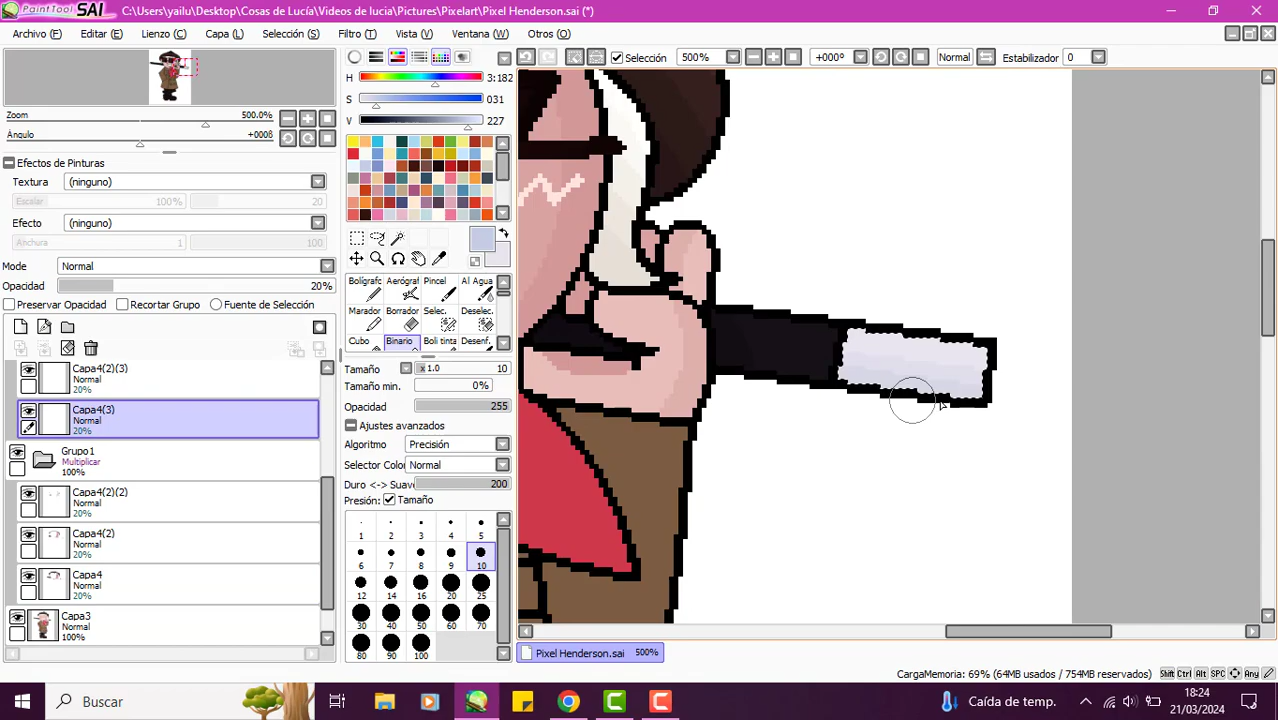 PaintTool SAI C:\Users\yailu\Desktop\Cosas de Lucía\Videos de lucia\Pictures\Pixelart\Pixel Henderson.sai (*)
Archivo (F) Editar (E) Lienzo (C) Capa (L) Selección (S) Filtro (T) Vista (V) Ventana (W) Otros (O)
Selección 500% +000° Normal Estabilizador 0
H 3:182
S 031
V 227
Zoom 500.0%
Ángulo +000§
Efectos de Pinturas
Textura (ninguno)
Escalar 100% 20
Efecto (ninguno)
Anchura 1 100
Mode Normal
Opacidad 20%
Preservar Opacidad Recortar Grupo Fuente de Selección
Capa4(2)(3)
Normal
20%
Capa4(3)
Normal
20%
Grupo1
Multiplicar
100%
Capa4(2)(2)
Normal
20%
Capa4(2)
Normal
20%
Capa4
Normal
20%
Capa3
Normal
100%
Bolígraf Aerógraf Pincel Al Agua
Marador Borrador Selec. Deselec.
Cubo Binario Boli tinta Desenf.
Tamaño x1.0 10
Tamaño min. 0%
Opacidad 255
Ajustes avanzados
Algoritmo Precisión
Selector Color Normal
Duro <-> Suave 200
Presión: Tamaño
1 2 3 4 5
6 7 8 9 10
12 14 16 20 25
30 40 50 60 70
80 90 100
Pixel Henderson.sai 500%
CargaMemoria: 69% (64MB usados / 754MB reservados) Shift Ctrl Alt SPC Any
Buscar
Caída de temp.
18:24
21/03/2024